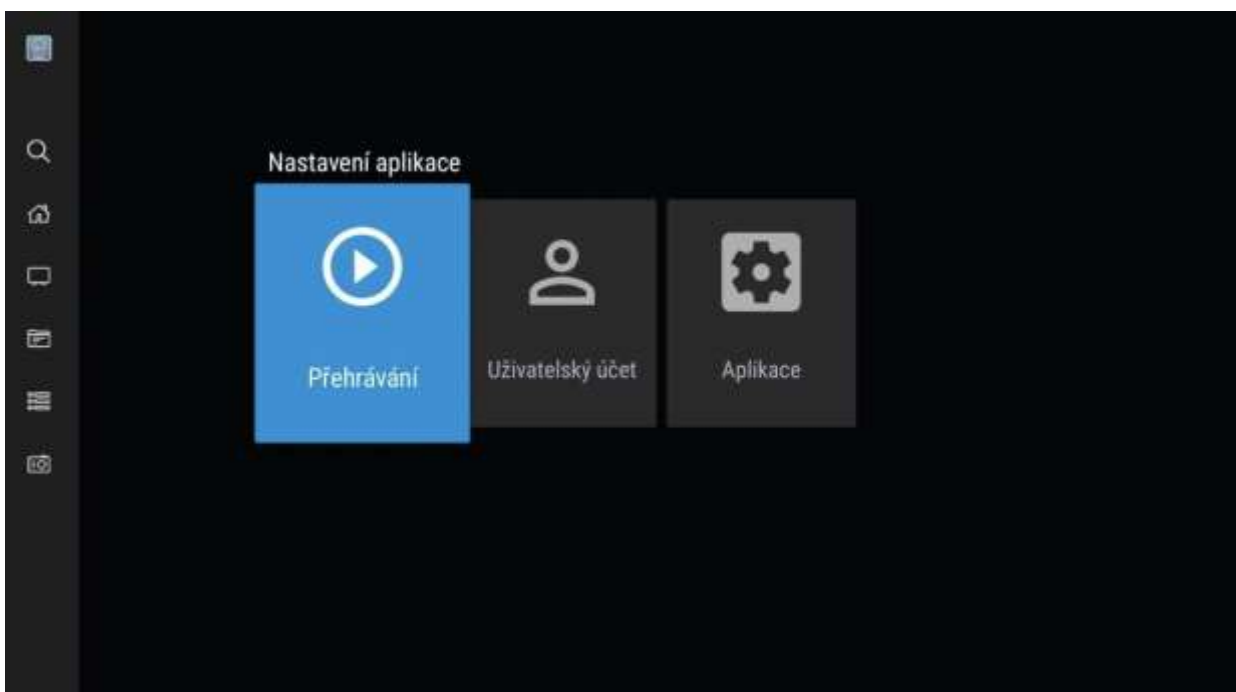 Nastavení aplikace
Přehrávání
Uživatelský účet
Aplikace